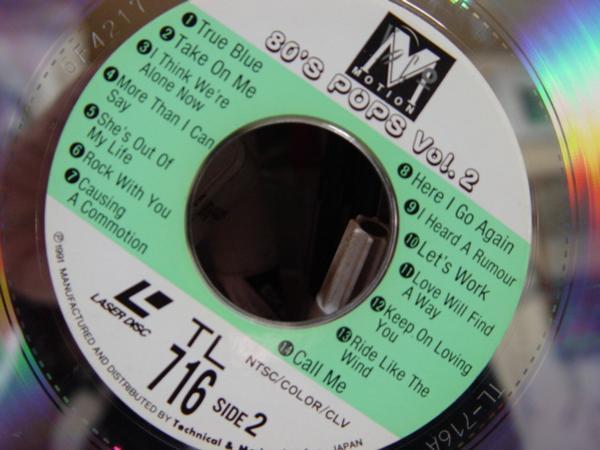 M
MOTION
80'S POPS Vol. 2
1 True Blue
2 Take On Me
3 I Think We're
Alone Now
4 More Than I Can
Say
5 She's Out Of
My Life
6 Rock With You
7 Causing
A Commotion
8 Here I Go Again
9 I Heard A Rumour
10 Let's Work
11 Love Will Find
A Way
12 Keep On Loving
You
13 Ride Like The
Wind
14 Call Me
LASER DISC
TL
716 SIDE 2
NTSC/COLOR/CLV
Ⓟ1991 MANUFACTURED AND DISTRIBUTED BY Technical &
JAPAN
TL-716A